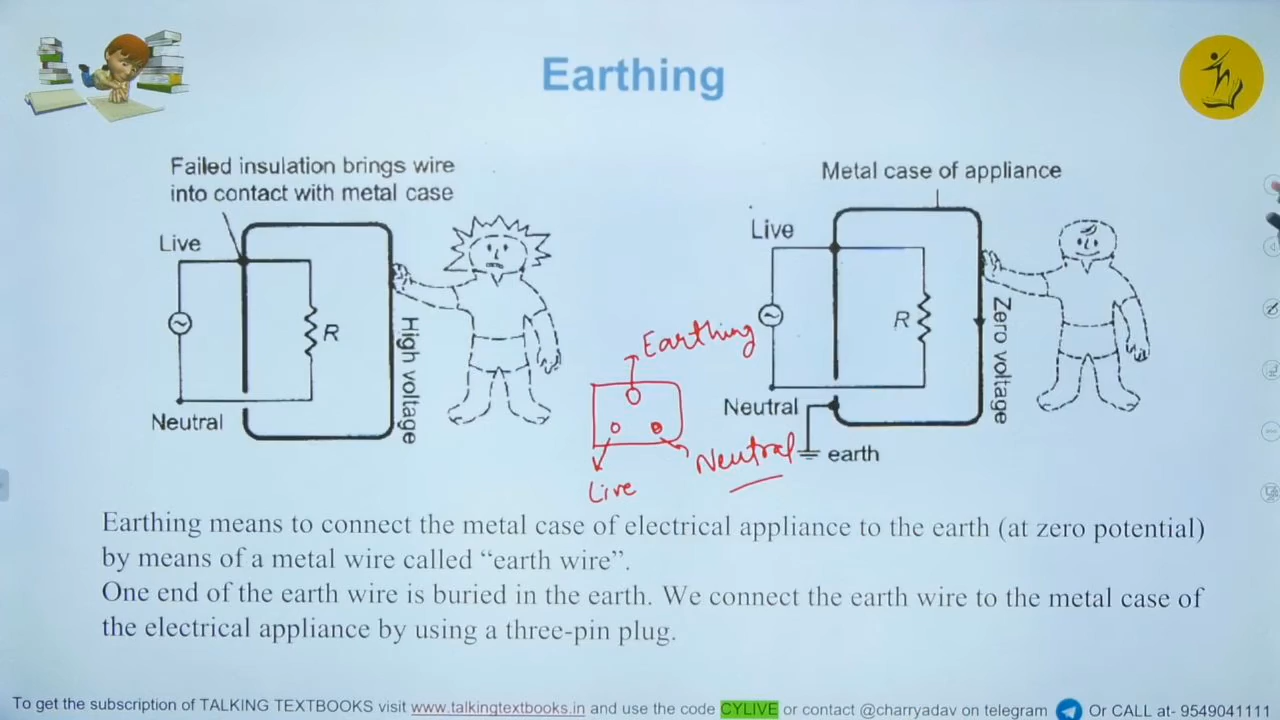 Earthing
Failed insulation brings wire
into contact with metal case
Live
R
High voltage
Neutral
Metal case of appliance
Live
R
Zero voltage
Neutral
earth
Earthing
Neutral
Live
Earthing means to connect the metal case of electrical appliance to the earth (at zero potential)
by means of a metal wire called “earth wire”.
One end of the earth wire is buried in the earth. We connect the earth wire to the metal case of
the electrical appliance by using a three-pin plug.
To get the subscription of TALKING TEXTBOOKS visit www.talkingtextbooks.in and use the code CYLIVE or contact @charryadav on telegram Or CALL at- 9549041111